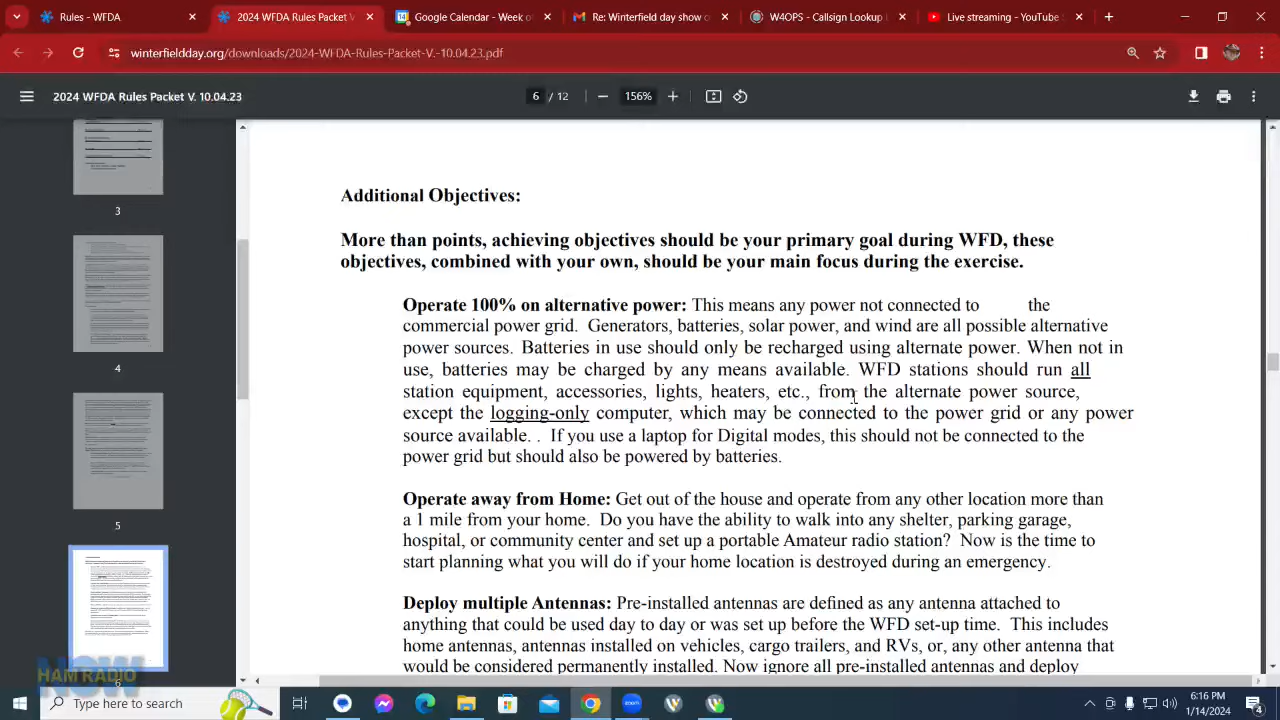 Rules - WFDA
2024 WFDA Rules Packet V
Google Calendar - Week o
Re: Winterfield day show o
W4OPS - Callsign Lookup
Live streaming - YouTube
winterfieldday.org/downloads/2024-WFDA-Rules-Packet-V.-10.04.23.pdf
2024 WFDA Rules Packet V. 10.04.23
6 / 12
156%
3
4
5
6
Additional Objectives:
More than points, achieving objectives should be your primary goal during WFD, these
objectives, combined with your own, should be your main focus during the exercise.
Operate 100% on alternative power: This means any power not connected to the
commercial power grid. Generators, batteries, solar power, and wind are all possible alternative
power sources. Batteries in use should only be recharged using alternate power. When not in
use, batteries may be charged by any means available. WFD stations should run all
station equipment, accessories, lights, heaters, etc., from the alternate power source,
except the logging-only computer, which may be connected to the power grid or any power
source available. . If you use a laptop for Digital modes, this should not be connected to the
power grid but should also be powered by batteries.
Operate away from Home: Get out of the house and operate from any other location more than
a 1 mile from your home. Do you have the ability to walk into any shelter, parking garage,
hospital, or community center and set up a portable Amateur radio station? Now is the time to
start planning what you will do if your home location is destroyed during an emergency.
Deploy multiple Antennas: Pre-installed antennas are defined as any antenna attached to
anything that could be used day to day or was set up before the WFD set-up time. This includes
home antennas, antennas installed on vehicles, cargo trailers, and RVs, or, any other antenna that
would be considered permanently installed. Now ignore all pre-installed antennas and deploy
HAM RADIO
NOW
Type here to search
zoom
6:16 PM
1/14/2024
4